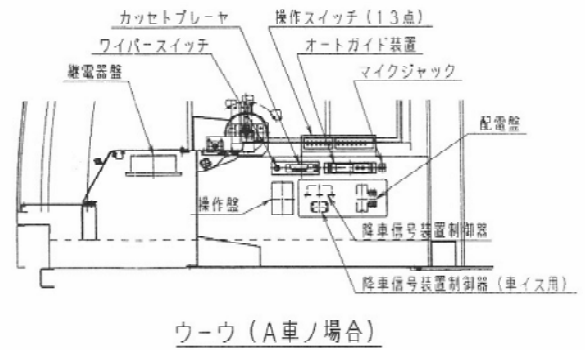 カッセトプレーヤ
操作スイッチ(13点)
ワイパースイッチ
オートガイド装置
継電器盤
マイクジャック
配電盤
操作盤
降車信号装置制御器
降車信号装置制御器(車イス用)
ウーウ(A車ノ場合)